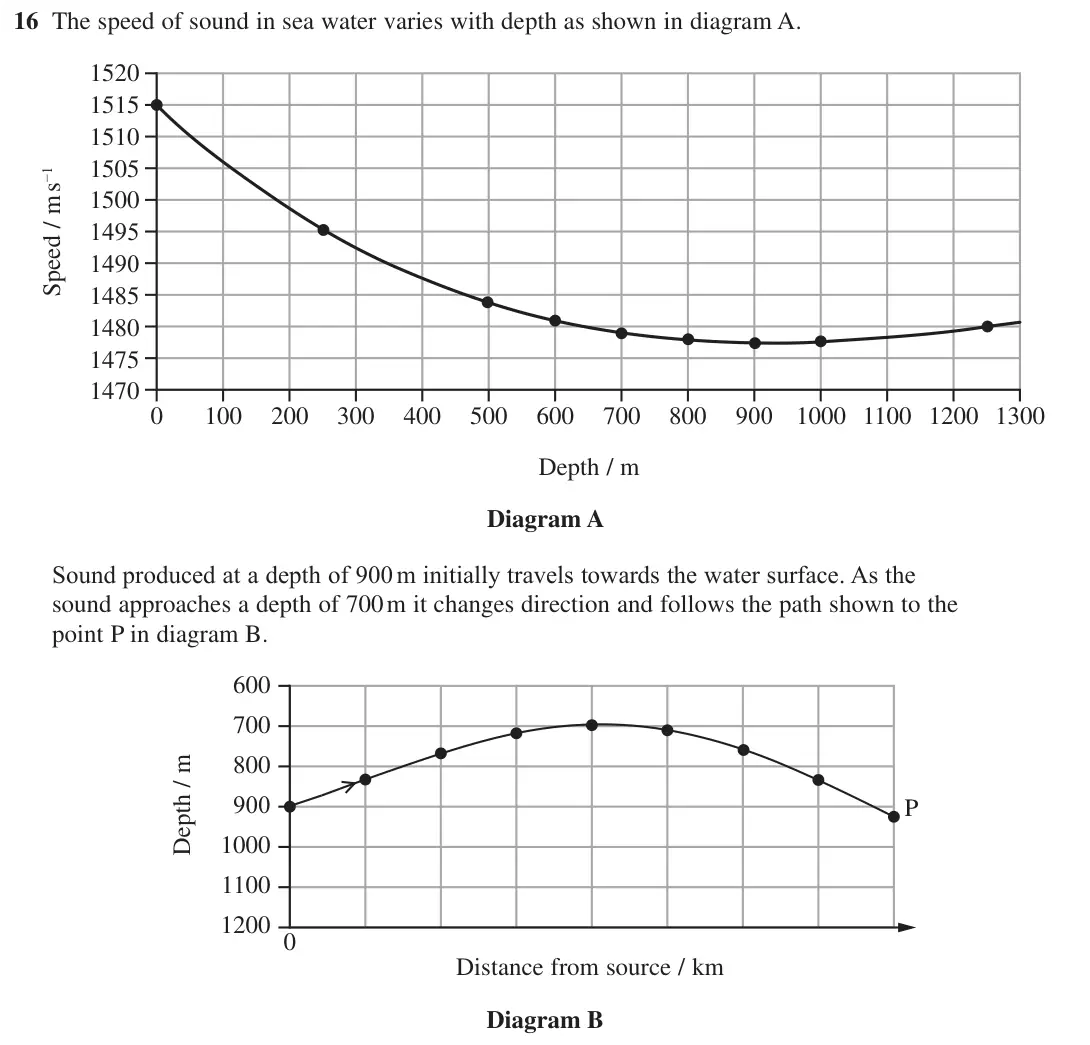 16 The speed of sound in sea water varies with depth as shown in diagram A.
1520
1515
1510
1505
1500
1495
1490
1485
1480
1475
1470
Speed / m s⁻¹
0 100 200 300 400 500 600 700 800 900 1000 1100 1200 1300
Depth / m
Diagram A
Sound produced at a depth of 900 m initially travels towards the water surface. As the
sound approaches a depth of 700 m it changes direction and follows the path shown to the
point P in diagram B.
600
700
800
900
1000
1100
1200
Depth / m
P
0
Distance from source / km
Diagram B